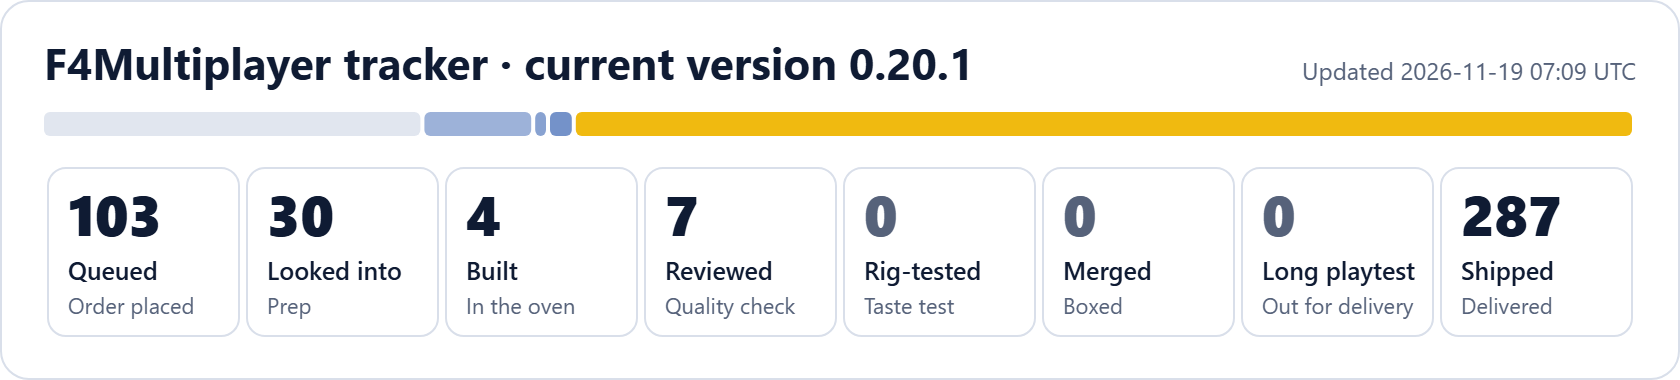 F4Multiplayer tracker · current version 0.20.1
Updated 2026-11-19 07:09 UTC
103
Queued
Order placed
30
Looked into
Prep
4
Built
In the oven
7
Reviewed
Quality check
0
Rig-tested
Taste test
0
Merged
Boxed
0
Long playtest
Out for delivery
287
Shipped
Delivered